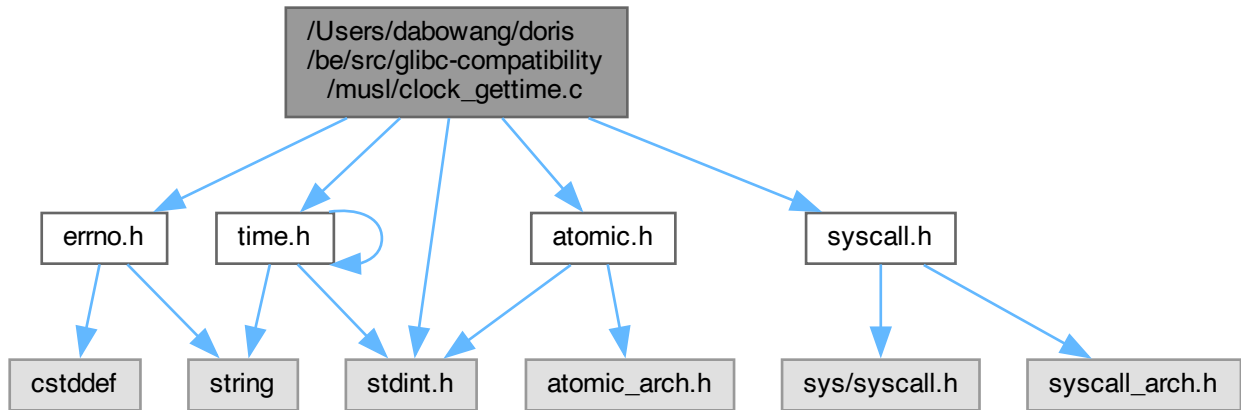 /Users/dabowang/doris
/be/src/glibc-compatibility
/musl/clock_gettime.c
errno.h
time.h
atomic.h
syscall.h
cstddef
string
stdint.h
atomic_arch.h
sys/syscall.h
syscall_arch.h